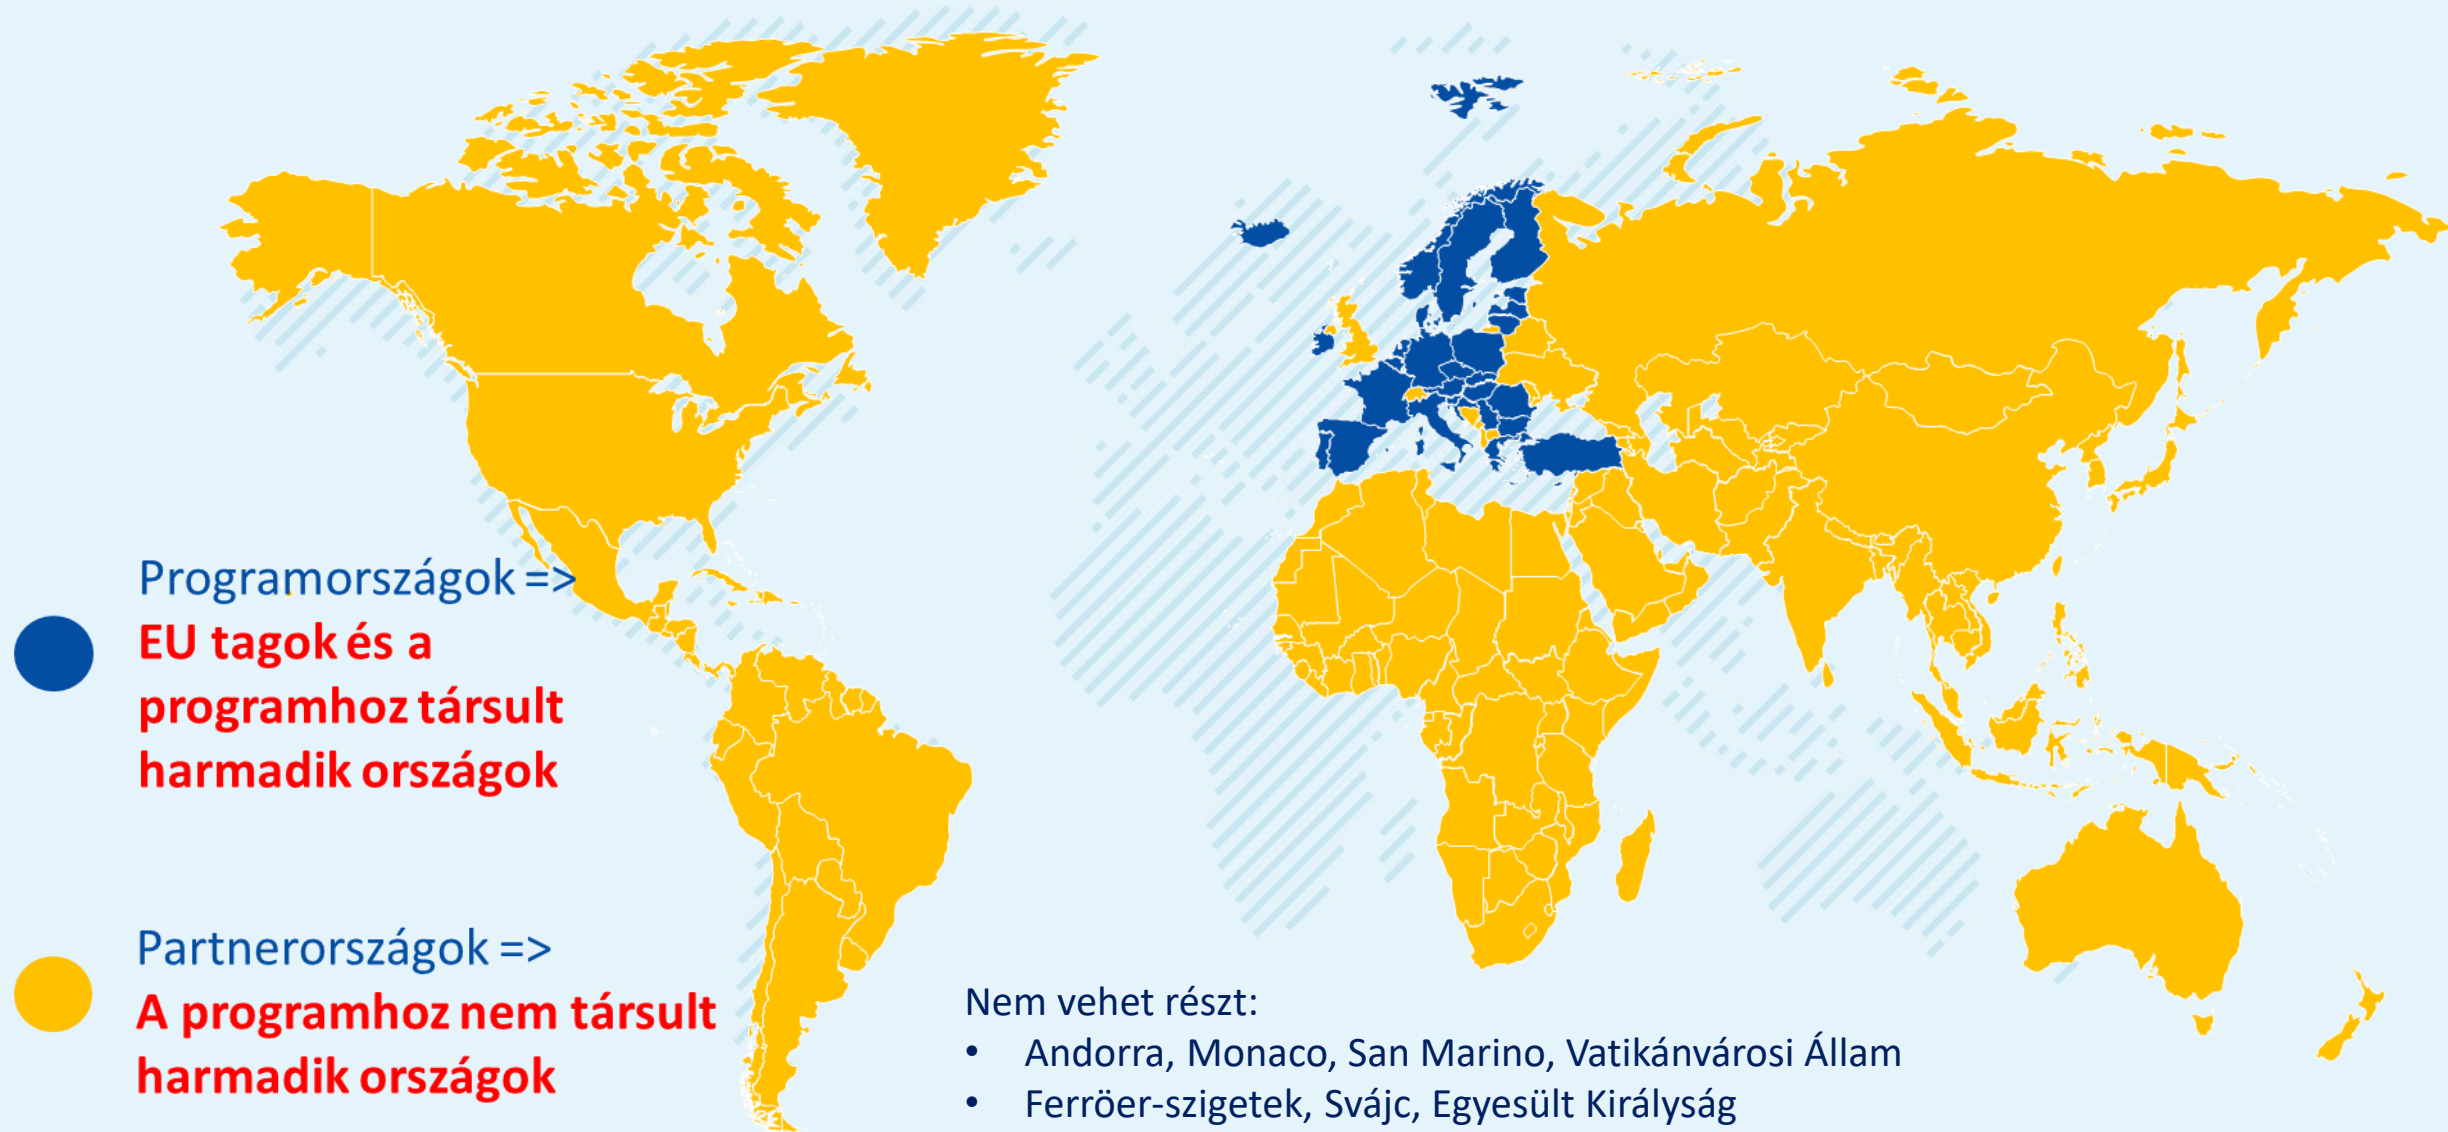 Programországok =>
EU tagok és a
programhoz társult
harmadik országok
Partnerországok =>
A programhoz nem társult
harmadik országok
Nem vehet részt:
• Andorra, Monaco, San Marino, Vatikánvárosi Állam
• Ferröer-szigetek, Svájc, Egyesült Királyság